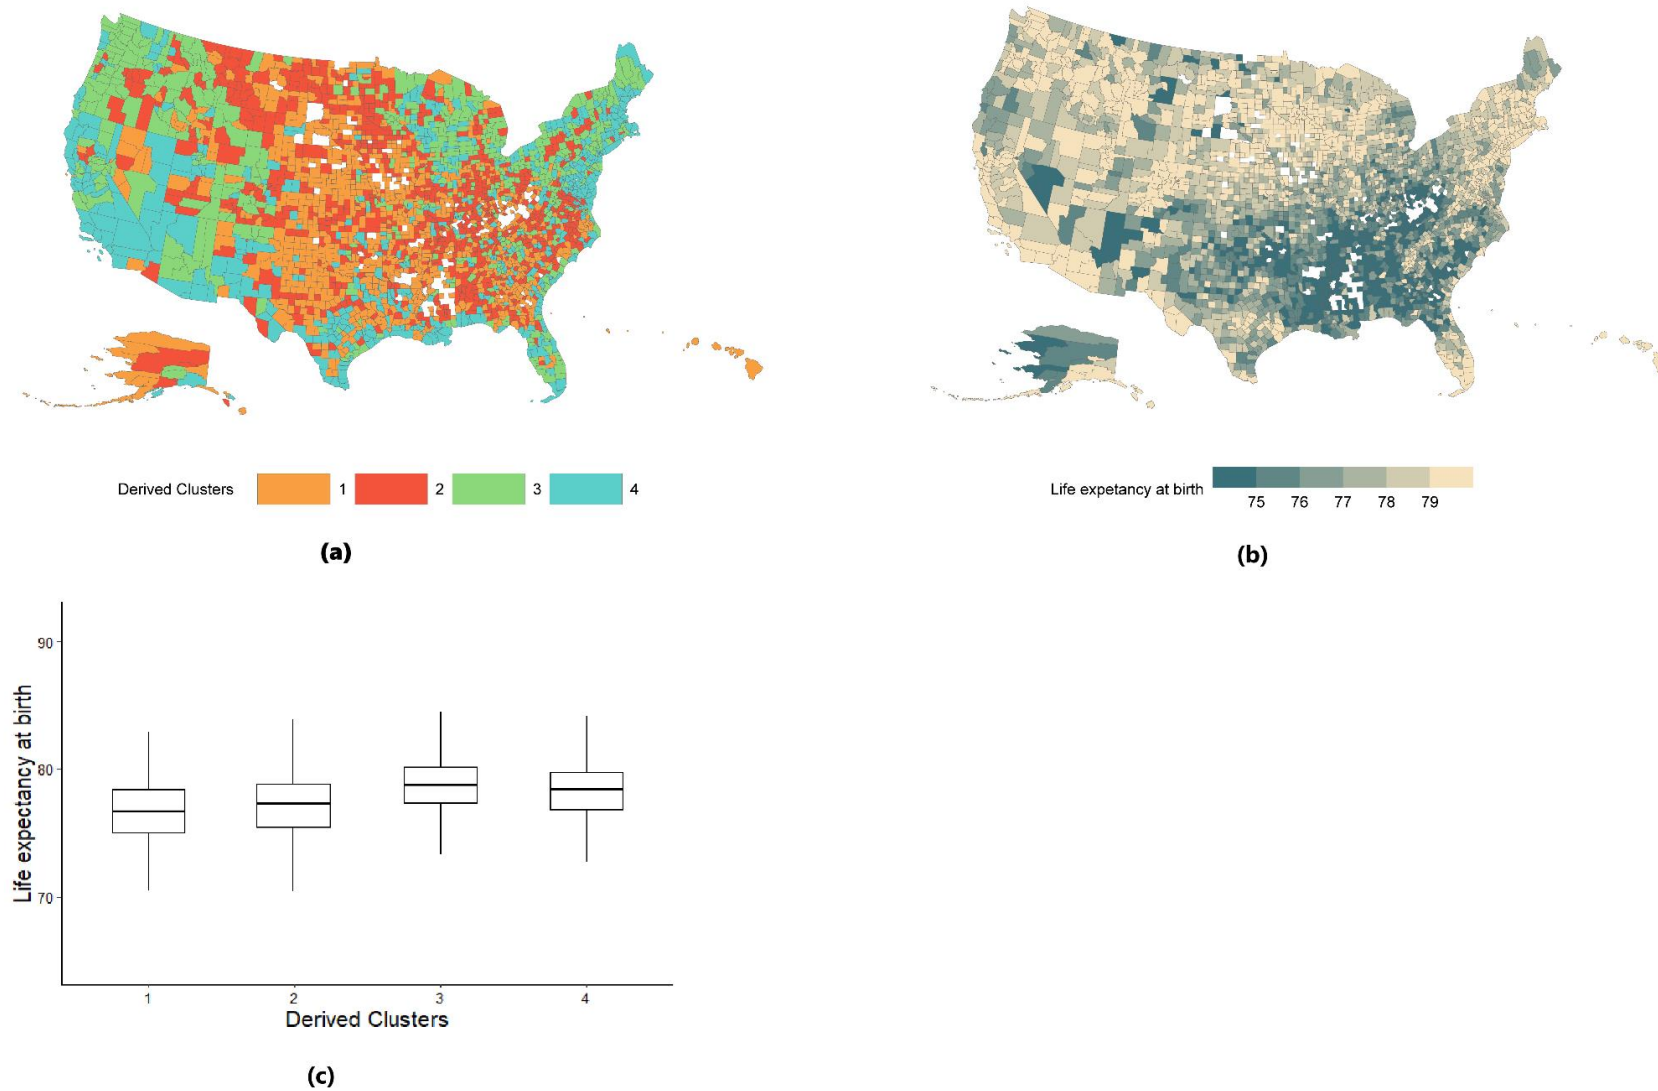 Derived Clusters 1 2 3 4
(a)
Life expetancy at birth
75 76 77 78 79
(b)
90
80
70
Life expectancy at birth
1 2 3 4
Derived Clusters
(c)